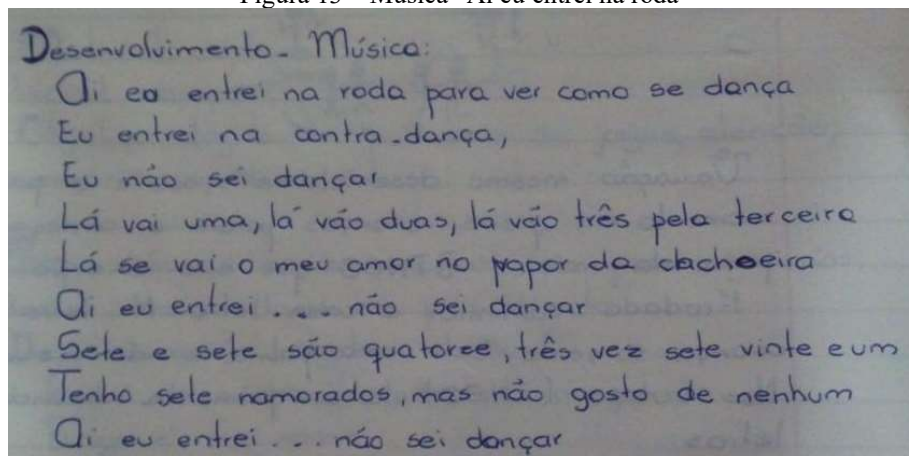 Figura 13 – Música "Ai eu entrei na roda"
Desenvolvimento - Música:
Ai eo entrei na roda para ver como se dança
Eu entrei na contra-dança,
Eu não sei dançar
Lá vai uma, lá vão duas, lá vão três pela terceira
Lá se vai o meu amor no papor da cachoeira
Ai eu entrei . . . não sei dançar
Sete e sete são quatorze, três vez sete vinte e um
Tenho sete namorados, mas não gosto de nenhum
Ai eu entrei . . . não sei dançar